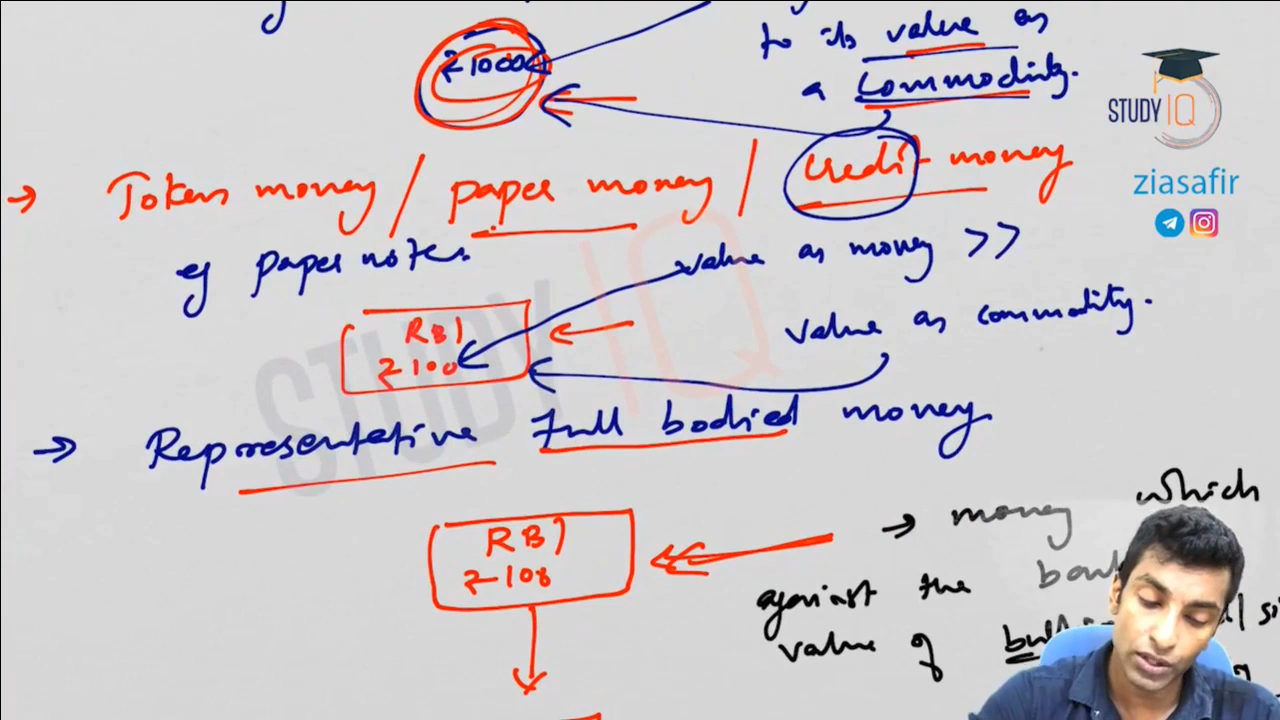 to its value as
₹1000
a Commodity.
STUDY IQ
→ Token money / paper money / Credit money
ziasafir
eg paper notes.
value as money >>
RBI
₹100
value as commodity.
STUDY IQ
→ Representative Full bodied money
→ money which
RBI
₹100
against the
value of